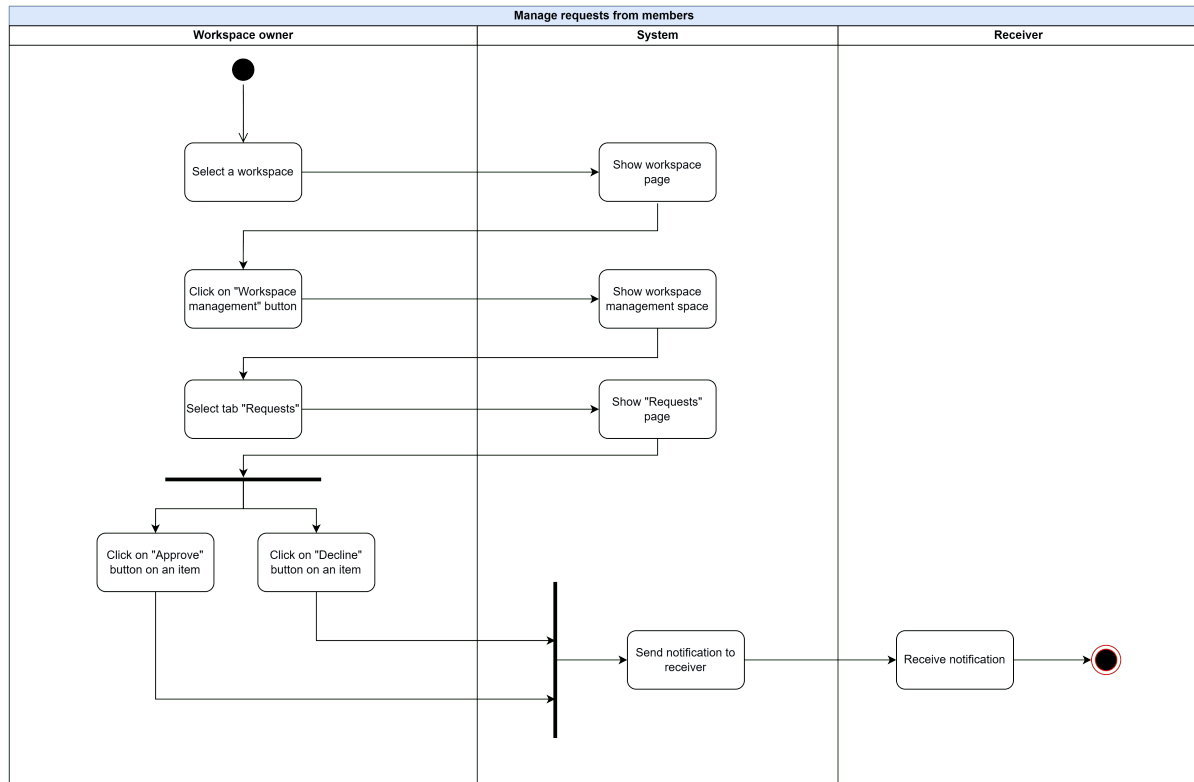 Manage requests from members
Workspace owner
System
Receiver
Select a workspace
Show workspace
page
Click on "Workspace
management" button
Show workspace
management space
Select tab "Requests"
Show "Requests"
page
Click on "Approve"
button on an item
Click on "Decline"
button on an item
Send notification to
receiver
Receive notification